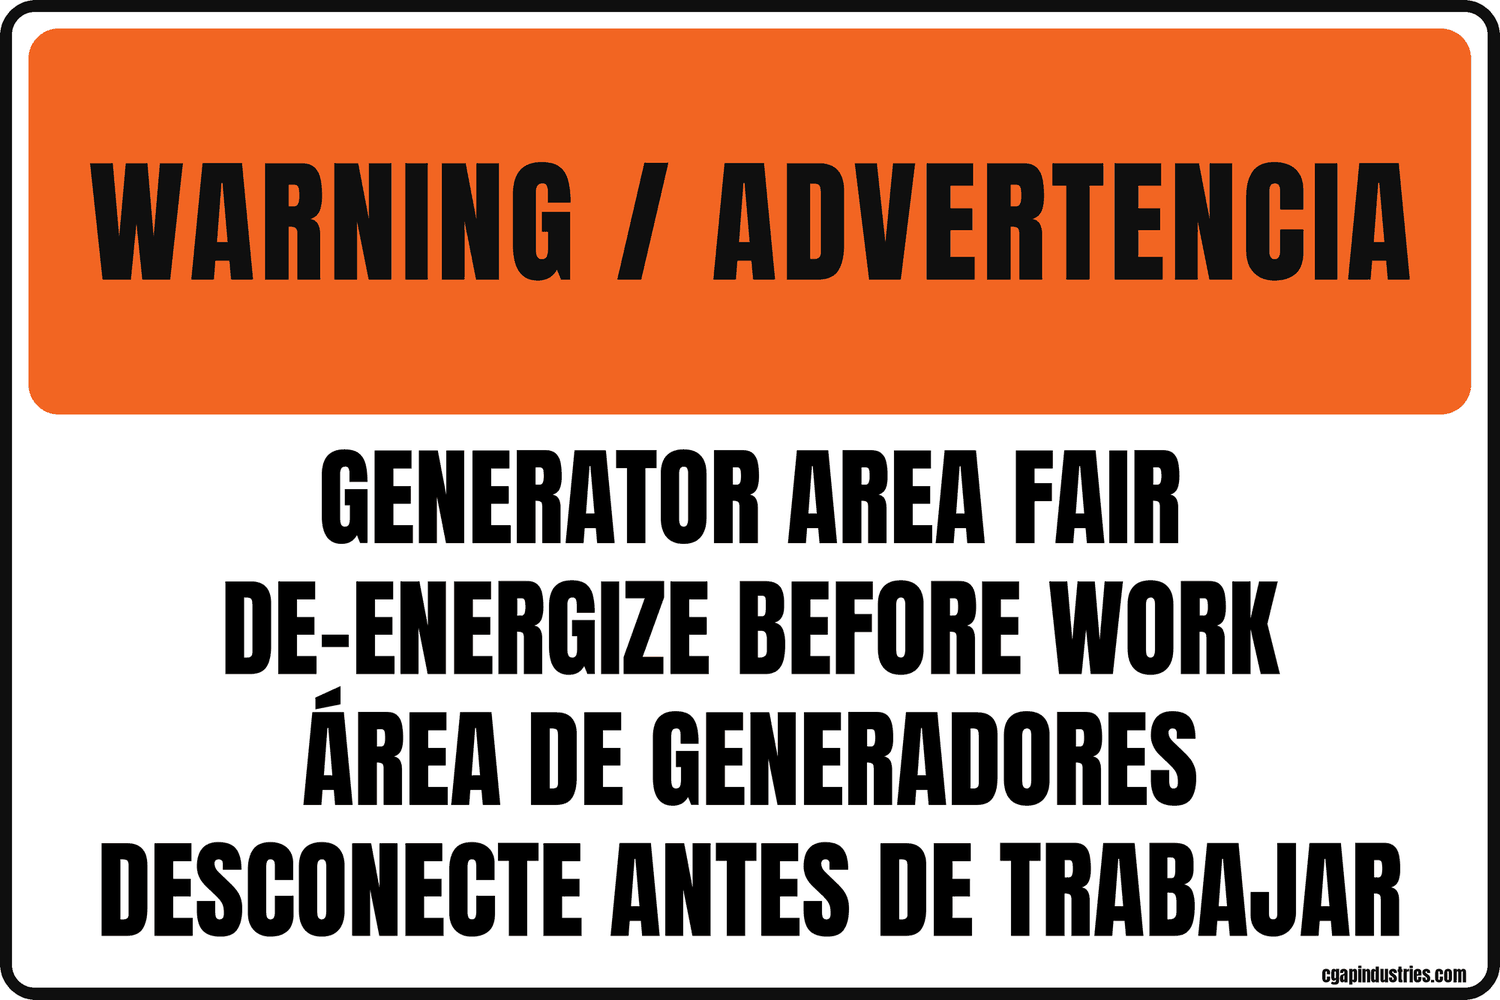 WARNING / ADVERTENCIA
GENERATOR AREA FAIR
DE-ENERGIZE BEFORE WORK
ÁREA DE GENERADORES
DESCONECTE ANTES DE TRABAJAR
cgapindustries.com